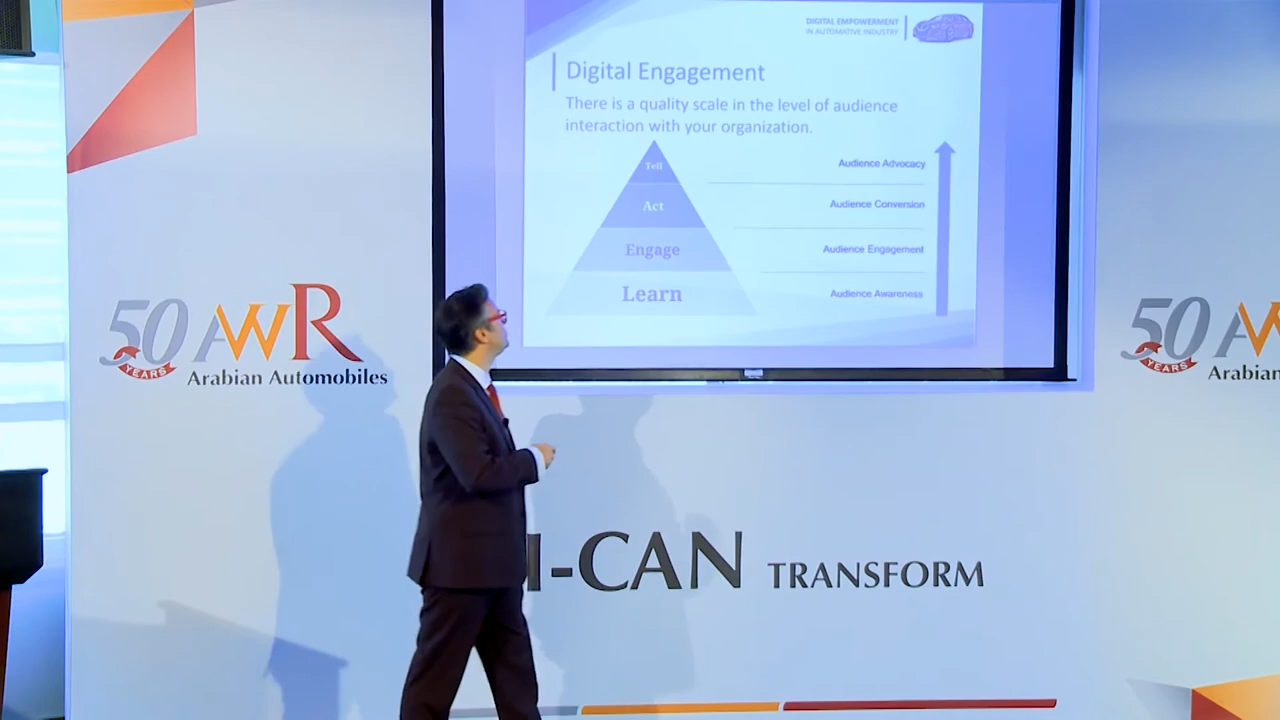 DIGITAL EMPOWERMENT
IN AUTOMATIVE INDUSTRY
Digital Engagement
There is a quality scale in the level of audience
interaction with your organization.
Tell
Audience Advocacy
Act
Audience Conversion
Engage
Audience Engagement
Learn
Audience Awareness
50 YEARS
AWR
Arabian Automobiles
50 YEARS
AW
Arabian
I-CAN TRANSFORM